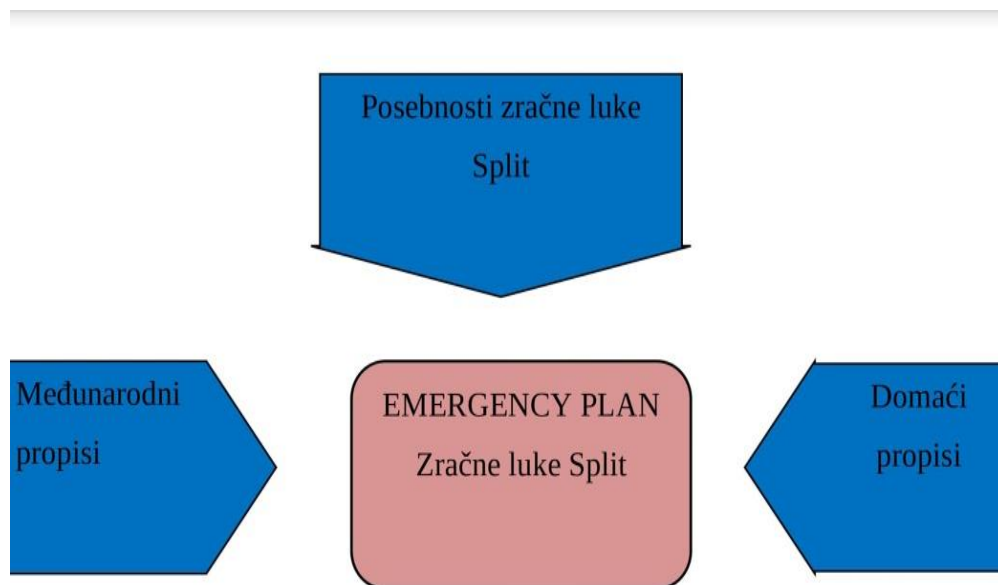 Posebnosti zračne luke
Split
Međunarodni
propisi
EMERGENCY PLAN
Zračne luke Split
Domaći
propisi